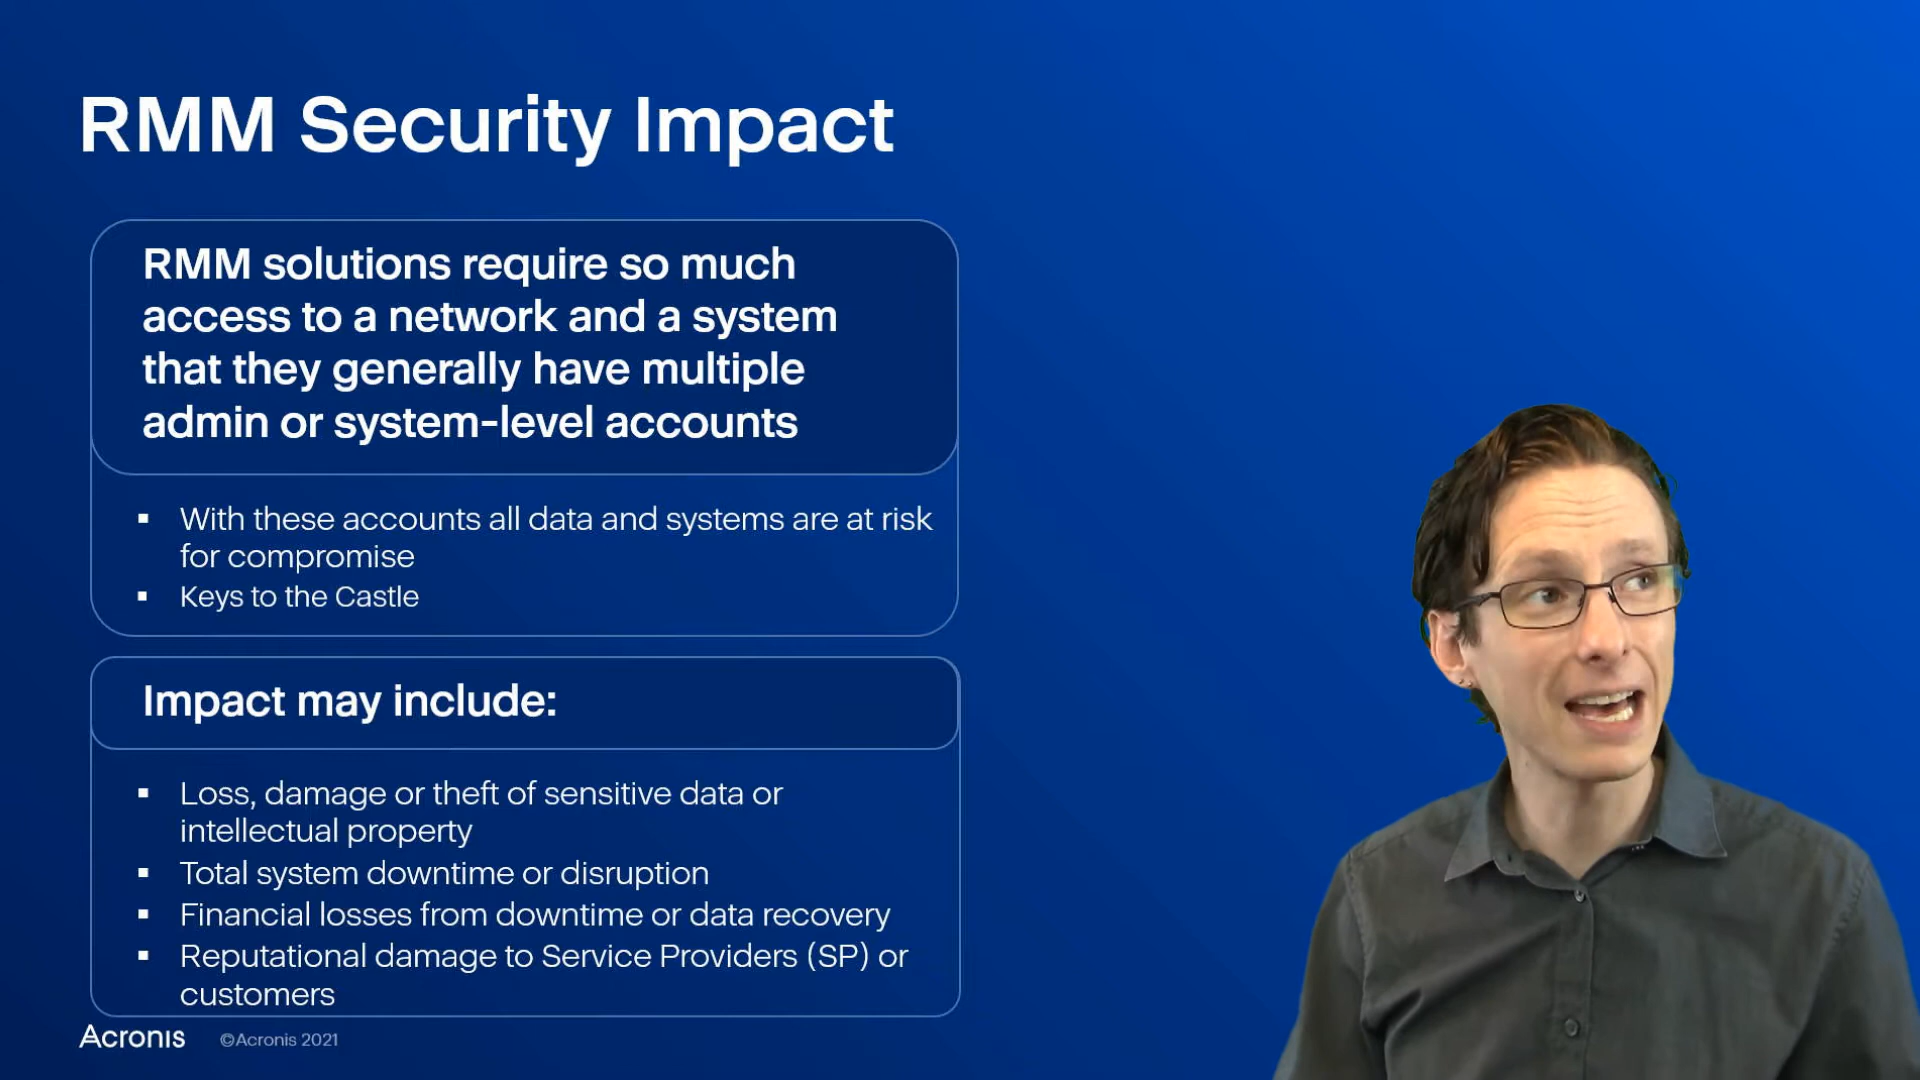 RMM Security Impact
RMM solutions require so much
access to a network and a system
that they generally have multiple
admin or system-level accounts
▪ With these accounts all data and systems are at risk
for compromise
▪ Keys to the Castle
Impact may include:
▪ Loss, damage or theft of sensitive data or
intellectual property
▪ Total system downtime or disruption
▪ Financial losses from downtime or data recovery
▪ Reputational damage to Service Providers (SP) or
customers
Acronis ©Acronis 2021